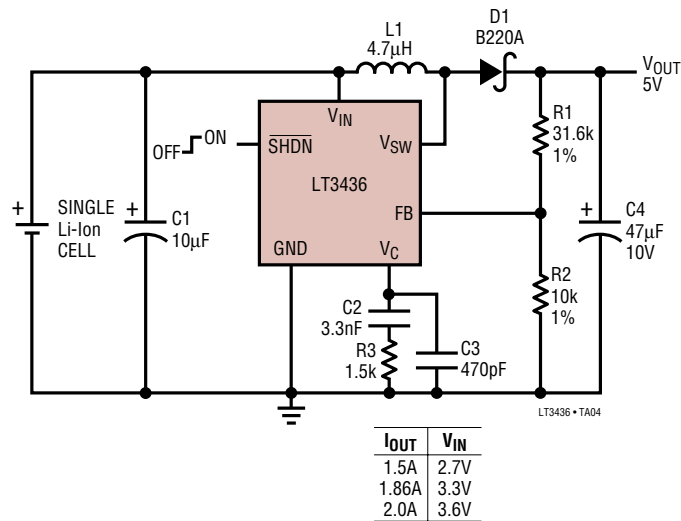 L1
4.7µH
D1
B220A
VOUT
5V
VIN
OFF ON
SHDN
VSW
LT3436
FB
GND
VC
+
SINGLE
Li-Ion
CELL
+
C1
10µF
R1
31.6k
1%
+
C4
47µF
10V
R2
10k
1%
C2
3.3nF
R3
1.5k
C3
470pF
LT3436 • TA04
IOUT VIN
1.5A 2.7V
1.86A 3.3V
2.0A 3.6V